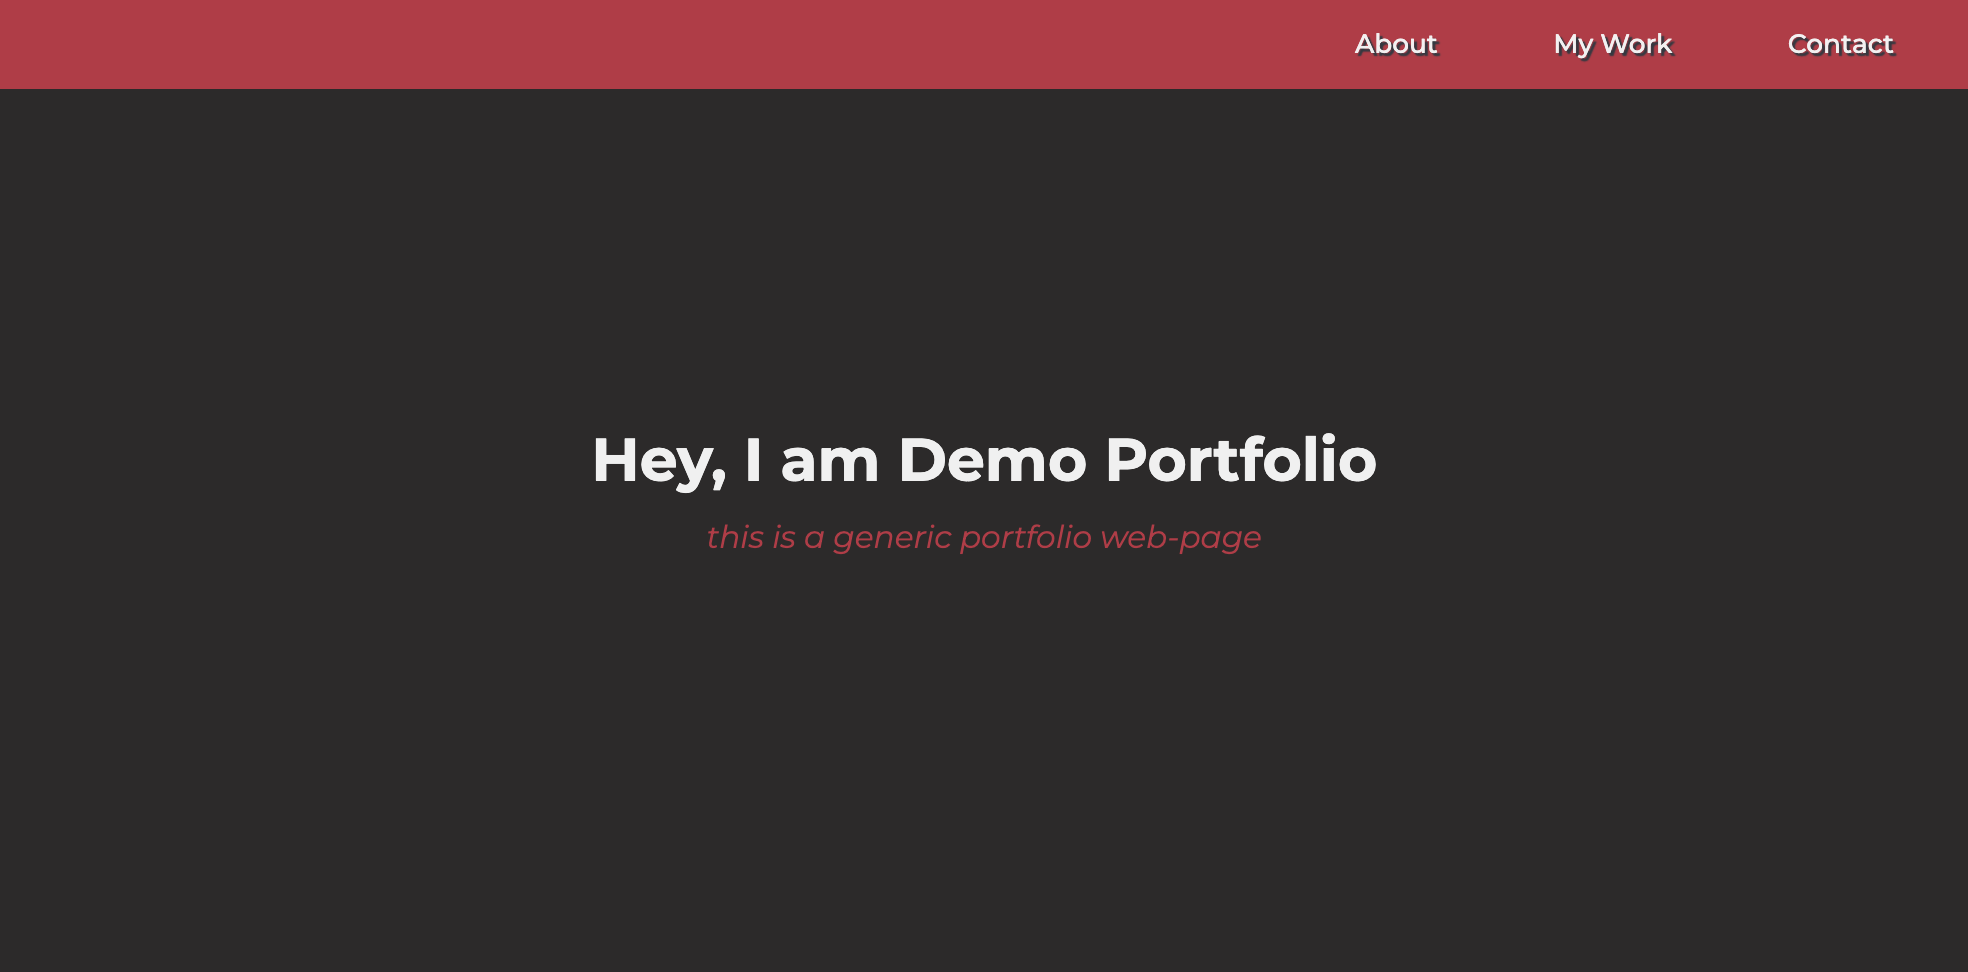 About My Work Contact
Hey, I am Demo Portfolio
this is a generic portfolio web-page